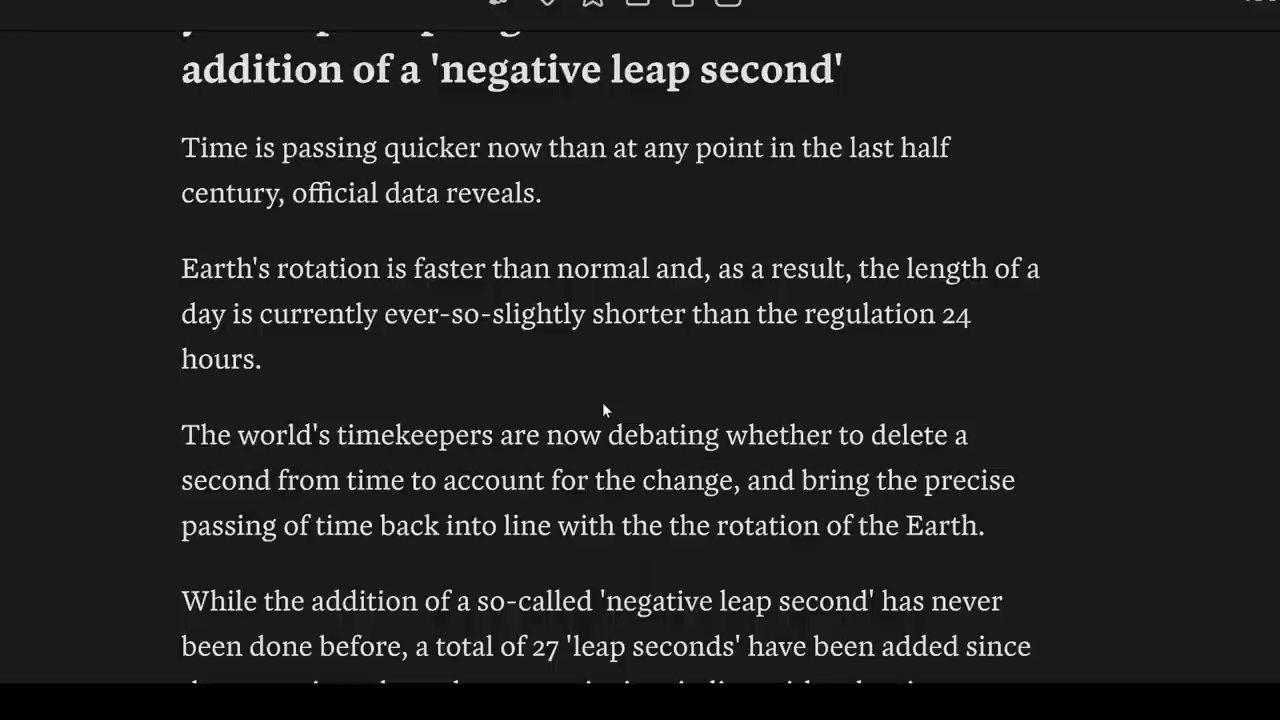 addition of a 'negative leap second'
Time is passing quicker now than at any point in the last half
century, official data reveals.
Earth's rotation is faster than normal and, as a result, the length of a
day is currently ever-so-slightly shorter than the regulation 24
hours.
The world's timekeepers are now debating whether to delete a
second from time to account for the change, and bring the precise
passing of time back into line with the the rotation of the Earth.
While the addition of a so-called 'negative leap second' has never
been done before, a total of 27 'leap seconds' have been added since